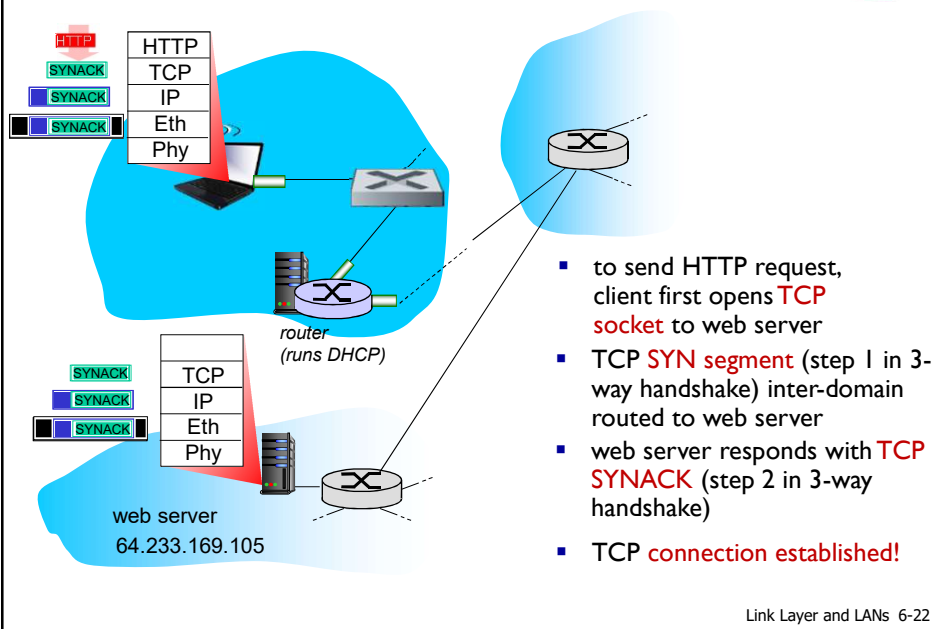 HTTP
SYNACK
SYNACK
SYNACK
HTTP
TCP
IP
Eth
Phy
router
(runs DHCP)
SYNACK
SYNACK
SYNACK
TCP
IP
Eth
Phy
web server
64.233.169.105
▪ to send HTTP request,
client first opens TCP
socket to web server
▪ TCP SYN segment (step 1 in 3-
way handshake) inter-domain
routed to web server
▪ web server responds with TCP
SYNACK (step 2 in 3-way
handshake)
▪ TCP connection established!
Link Layer and LANs 6-22